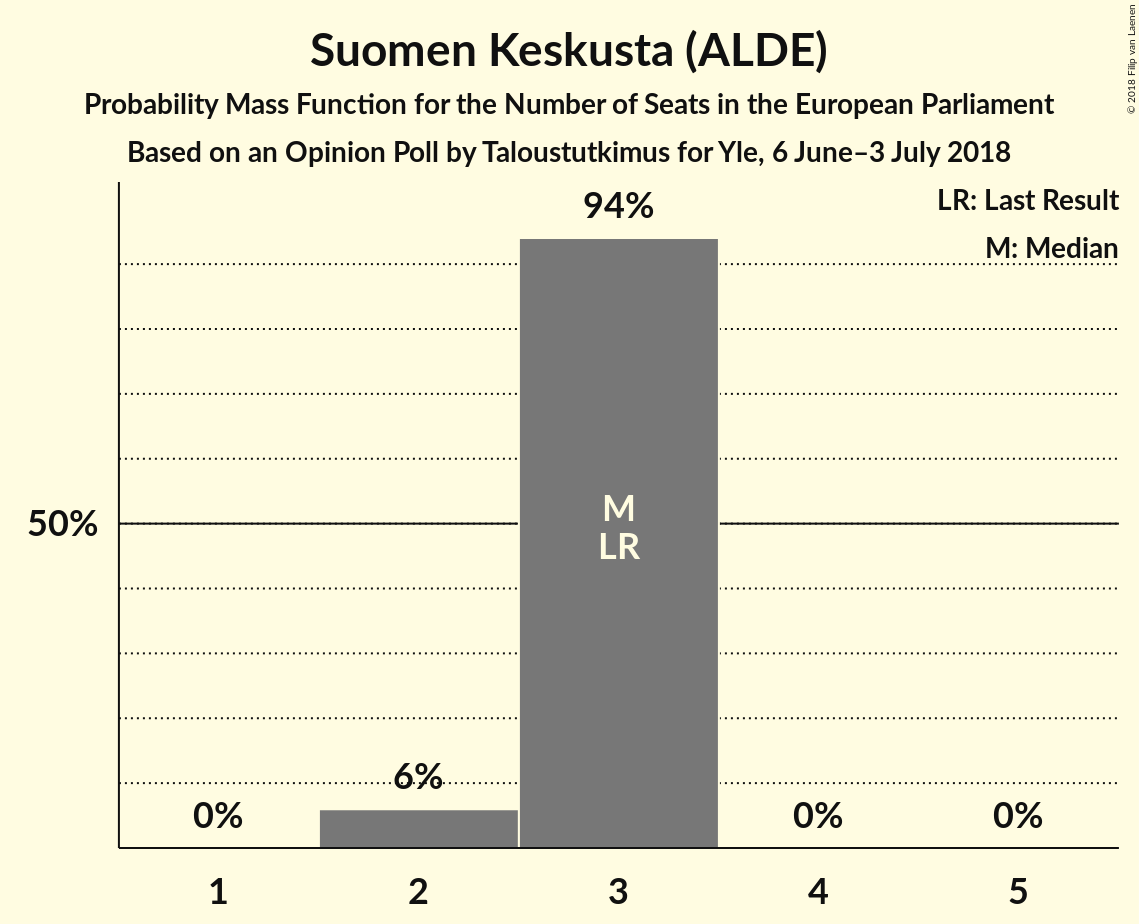 Suomen Keskusta (ALDE)
Probability Mass Function for the Number of Seats in the European Parliament
Based on an Opinion Poll by Taloustutkimus for Yle, 6 June–3 July 2018
© 2018 Filip van Laenen
LR: Last Result
M: Median
94%
50%
M
LR
6%
0%
0%
0%
1
2
3
4
5